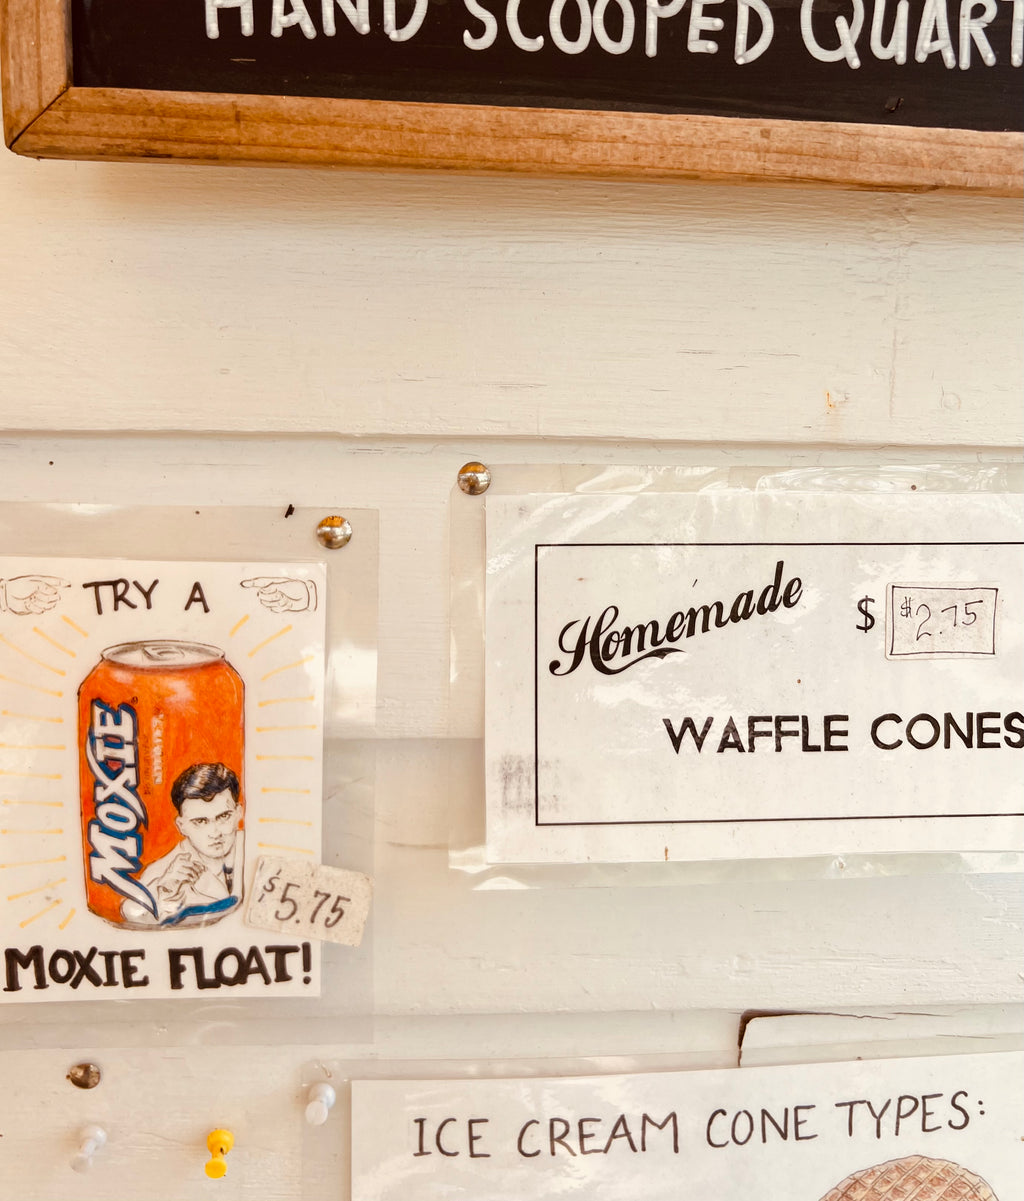 HAND SCOOPED QUART
TRY A
MOXIE
$5.75
MOXIE FLOAT!
Homemade $ $2.75
WAFFLE CONES
ICE CREAM CONE TYPES: